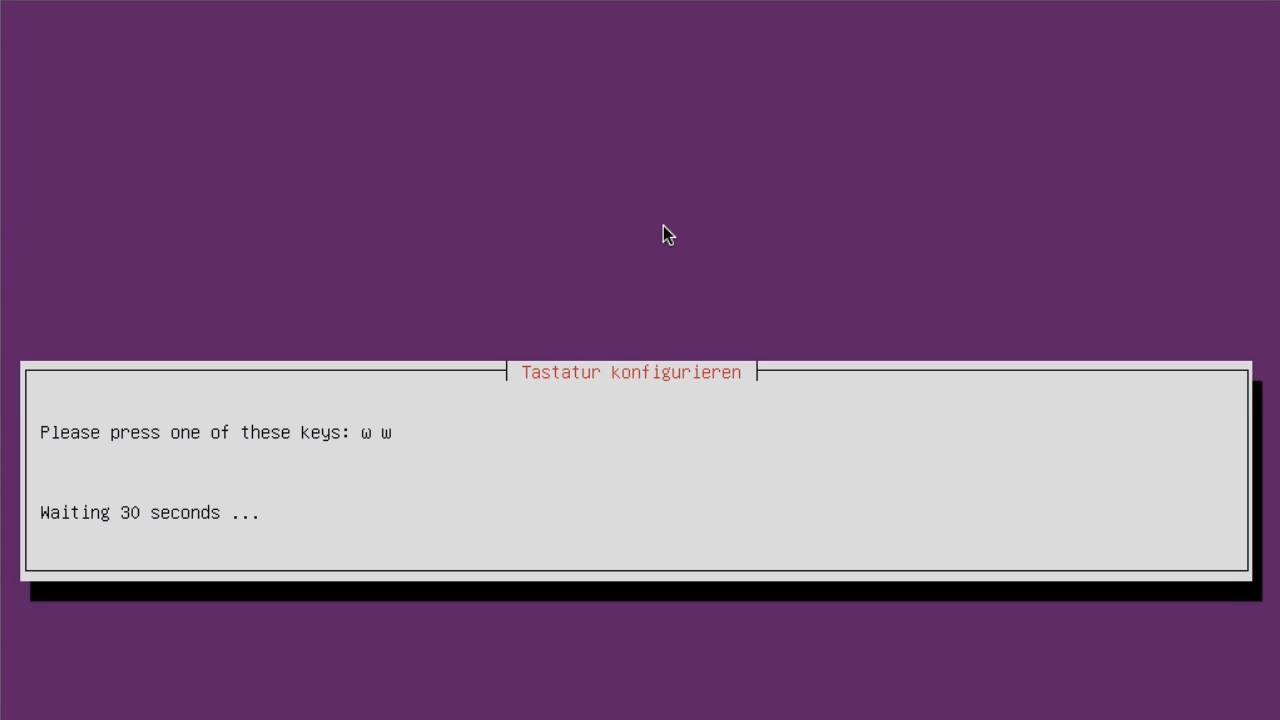 Tastatur konfigurieren
Please press one of these keys: ω w
Waiting 30 seconds ...